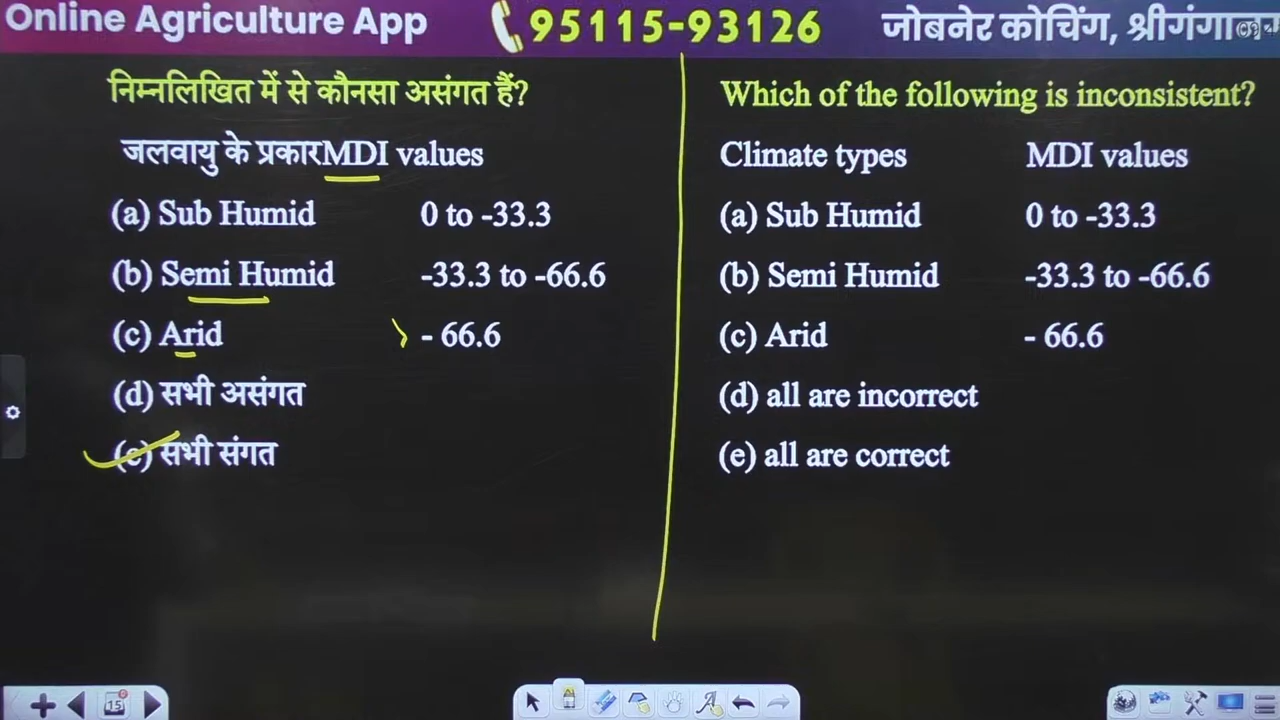 Online Agriculture App 95115-93126 जोबनेर कोचिंग,
निम्नलिखित में से कौनसा असंगत हैं?
जलवायु के प्रकारMDI values
(a) Sub Humid 0 to -33.3
(b) Semi Humid -33.3 to -66.6
(c) Arid - 66.6
(d) सभी असंगत
(e) सभी संगत
Which of the following is inconsistent?
Climate types MDI values
(a) Sub Humid 0 to -33.3
(b) Semi Humid -33.3 to -66.6
(c) Arid - 66.6
(d) all are incorrect
(e) all are correct
15